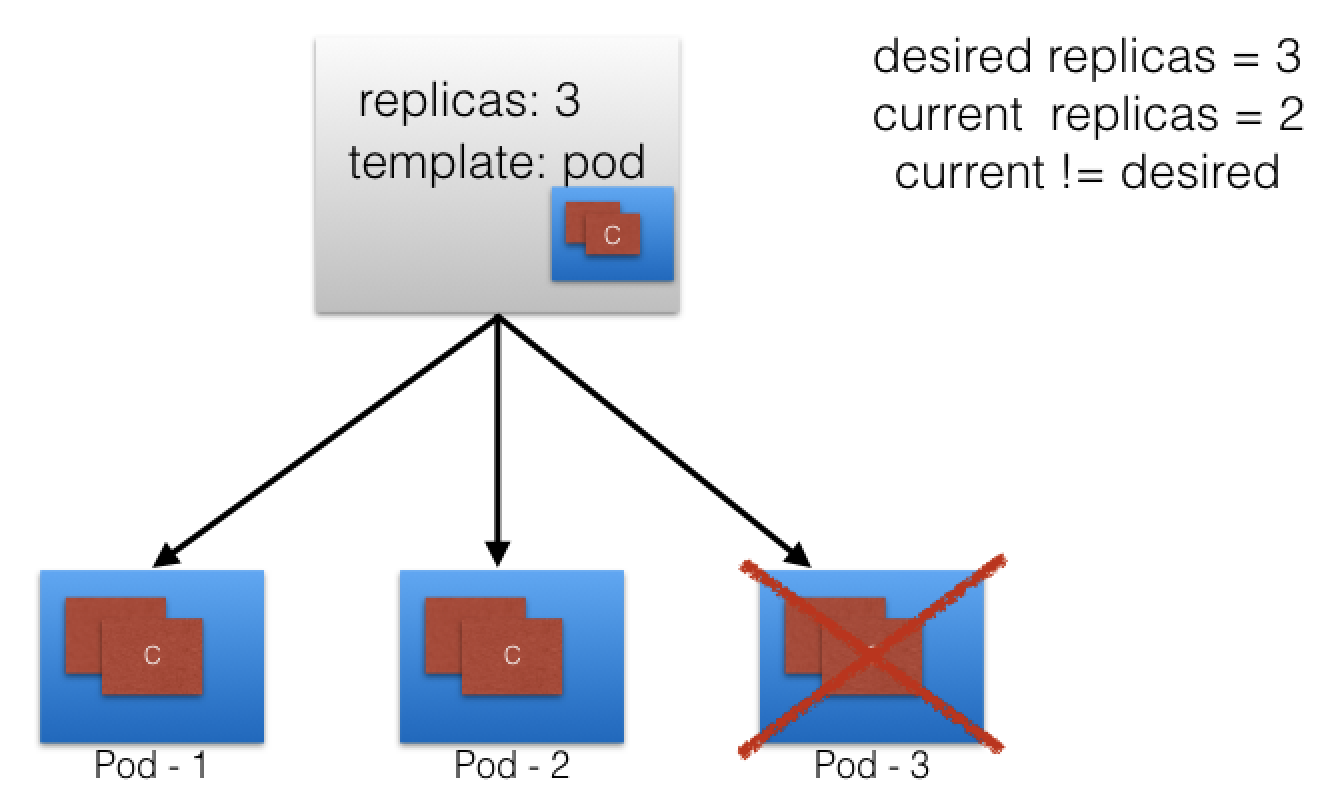 replicas: 3
template: pod
C
desired replicas = 3
current replicas = 2
current != desired
C
C
Pod - 1
Pod - 2
Pod - 3